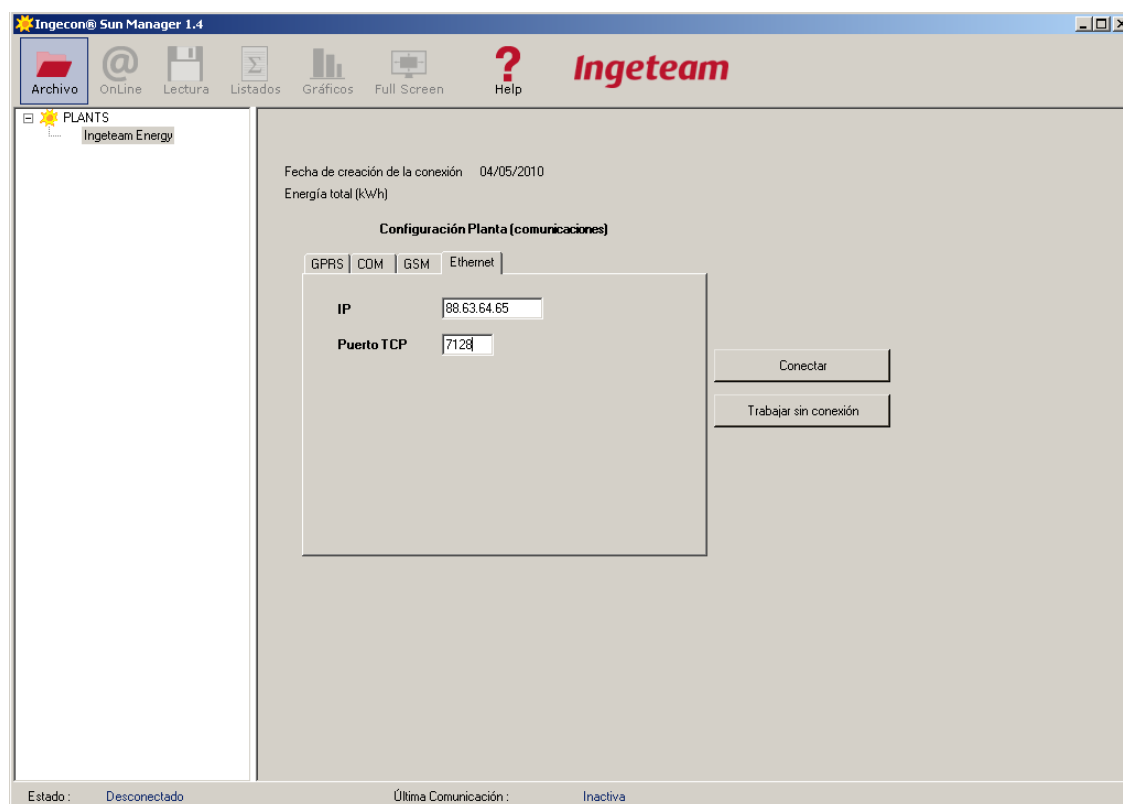 Ingecon® Sun Manager 1.4
Archivo OnLine Lectura Listados Gráficos Full Screen Help Ingeteam
PLANTS
Ingeteam Energy
Fecha de creación de la conexión 04/05/2010
Energía total (kWh)
Configuración Planta (comunicaciones)
GPRS COM GSM Ethernet
IP 88.63.64.65
Puerto TCP 7128
Conectar
Trabajar sin conexión
Estado : Desconectado Última Comunicación : Inactiva